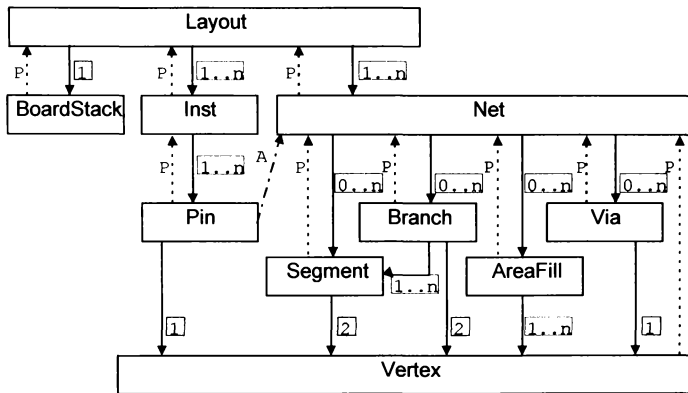 Layout
P 1 P 1..n P 1..n
BoardStack Inst Net
P 1..n A P 0..n P 0..n P 0..n P 0..n P
Pin Branch Via
Segment 1..n AreaFill
1 2 2 1..n 1
Vertex